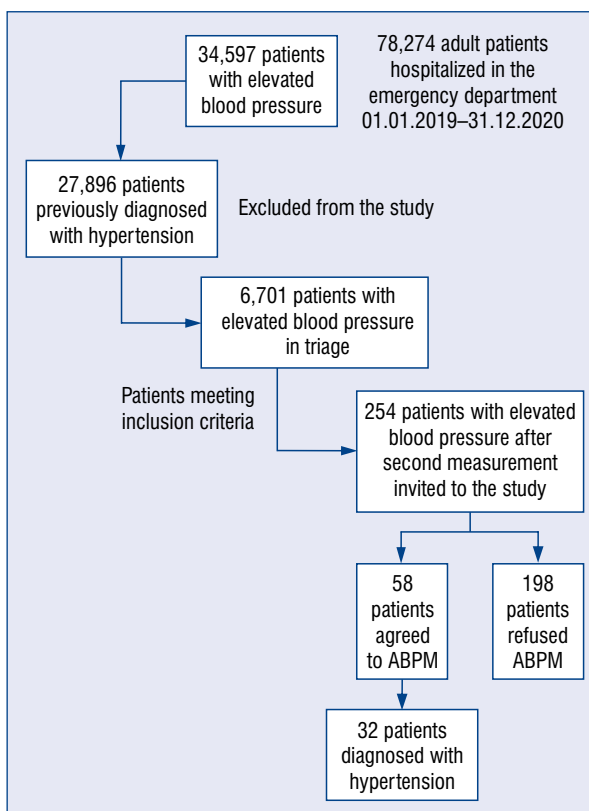 34,597 patients
with elevated
blood pressure
78,274 adult patients
hospitalized in the
emergency department
01.01.2019–31.12.2020
27,896 patients
previously diagnosed
with hypertension
Excluded from the study
6,701 patients with
elevated blood pressure
in triage
Patients meeting
inclusion criteria
254 patients with elevated
blood pressure after
second measurement
invited to the study
58
patients
agreed
to ABPM
198
patients
refused
ABPM
32 patients
diagnosed with
hypertension